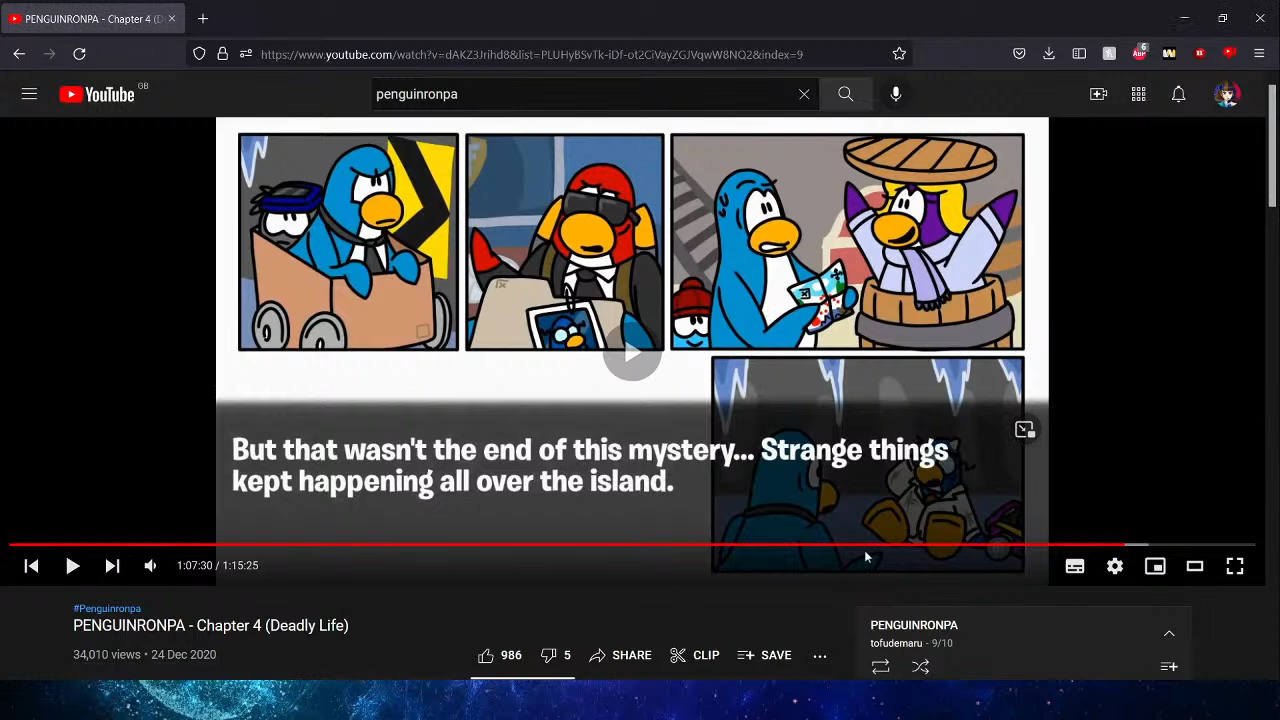 PENGUINRONPA - Chapter 4 (D
https://www.youtube.com/watch?v=dAKZ3Jrihd8&list=PLUHyBSvTk-iDf-ot2CiVayZGJVqwW8NQ2&index=9
6
ABP
YouTube GB
penguinronpa
But that wasn't the end of this mystery... Strange things
kept happening all over the island.
1:07:30 / 1:15:25
#Penguinronpa
PENGUINRONPA - Chapter 4 (Deadly Life)
34,010 views • 24 Dec 2020
986 5 SHARE CLIP SAVE ...
PENGUINRONPA
tofudemaru - 9/10